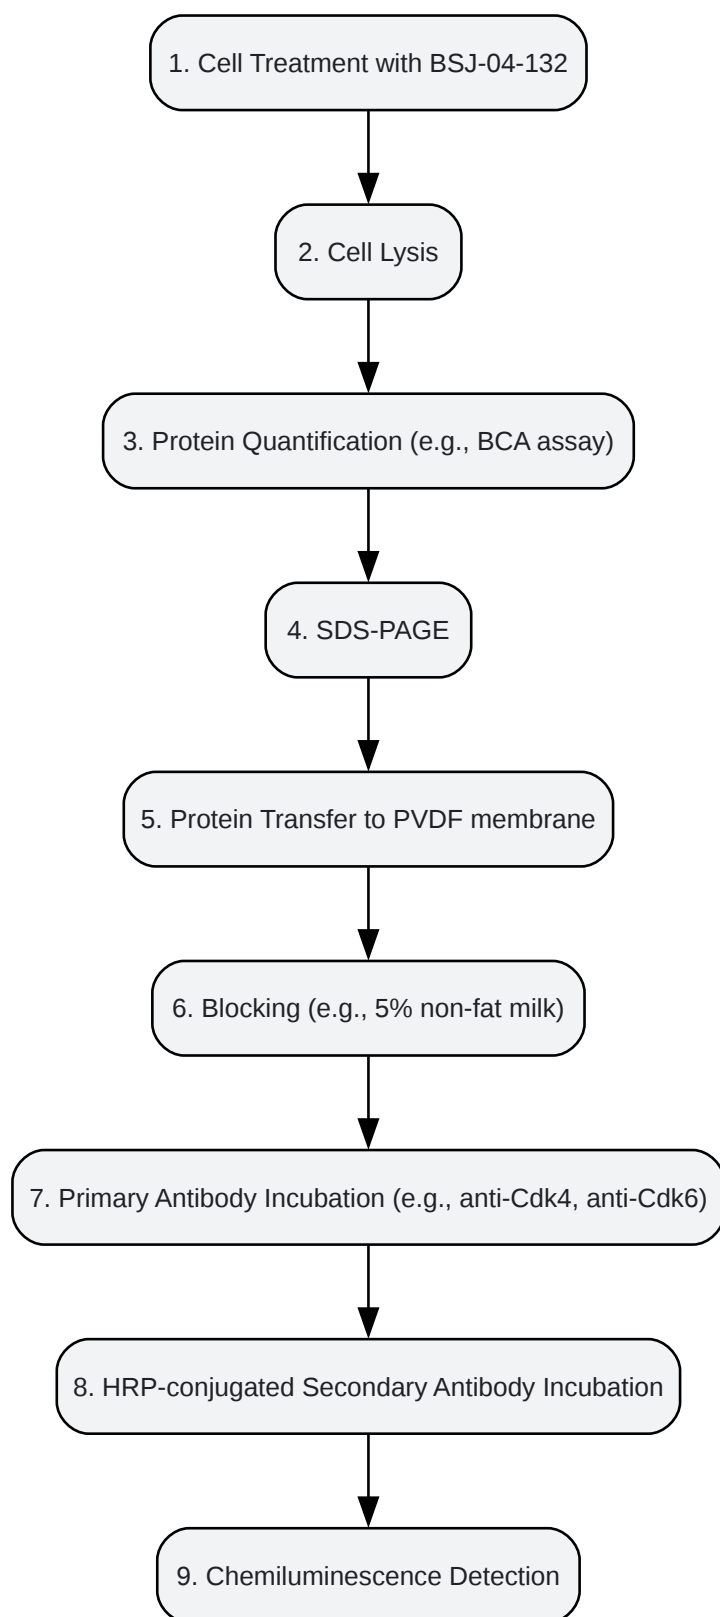 1. Cell Treatment with BSJ-04-132
2. Cell Lysis
3. Protein Quantification (e.g., BCA assay)
4. SDS-PAGE
5. Protein Transfer to PVDF membrane
6. Blocking (e.g., 5% non-fat milk)
7. Primary Antibody Incubation (e.g., anti-Cdk4, anti-Cdk6)
8. HRP-conjugated Secondary Antibody Incubation
9. Chemiluminescence Detection